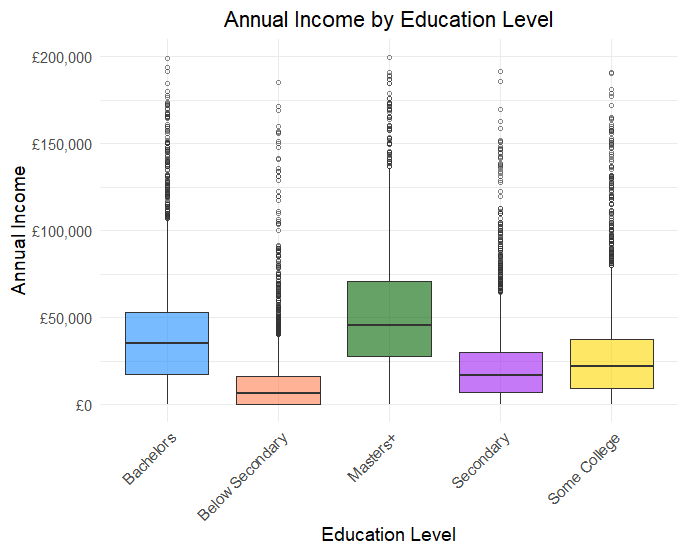 Annual Income by Education Level
£200,000
£150,000
£100,000
£50,000
£0
Annual Income
Bachelors
Below Secondary
Masters+
Secondary
Some College
Education Level